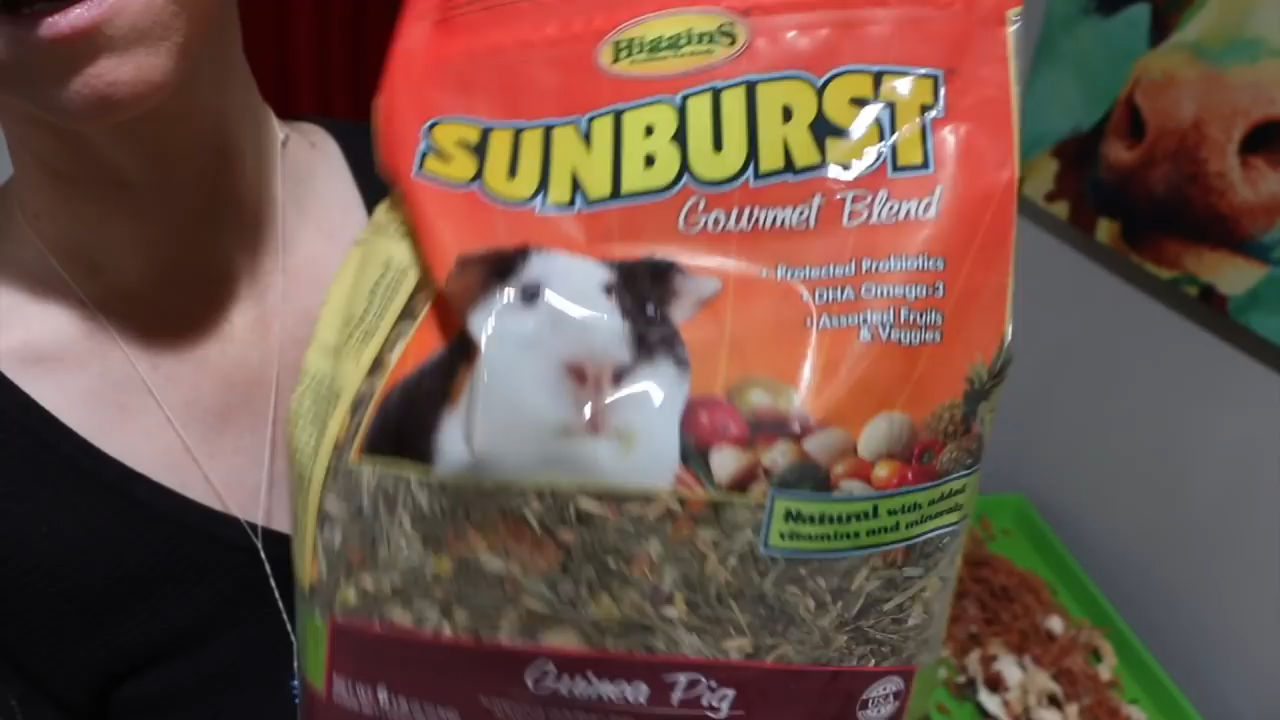 HigginS
SUNBURST
Gourmet Blend
• Protected Probiotics
• DHA Omega-3
• Assorted Fruits
& Veggies
Natural with added
vitamins and minerals
Guinea Pig
USA